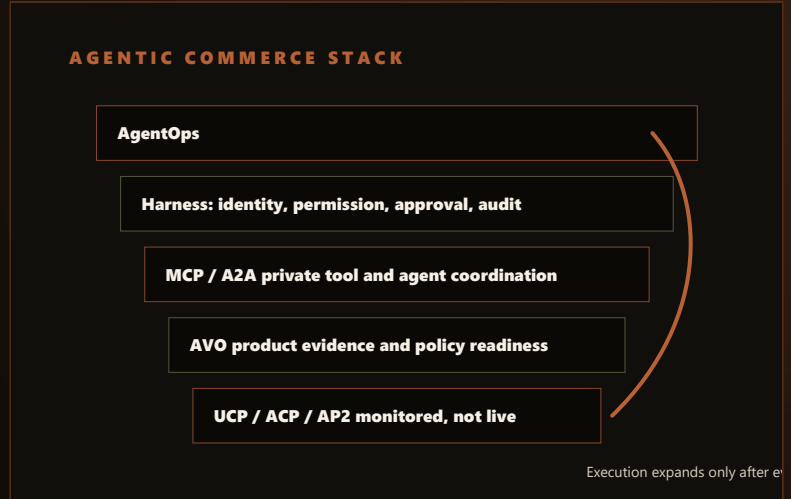 AGENTIC COMMERCE STACK
AgentOps
Harness: identity, permission, approval, audit
MCP / A2A private tool and agent coordination
AVO product evidence and policy readiness
UCP / ACP / AP2 monitored, not live
Execution expands only after